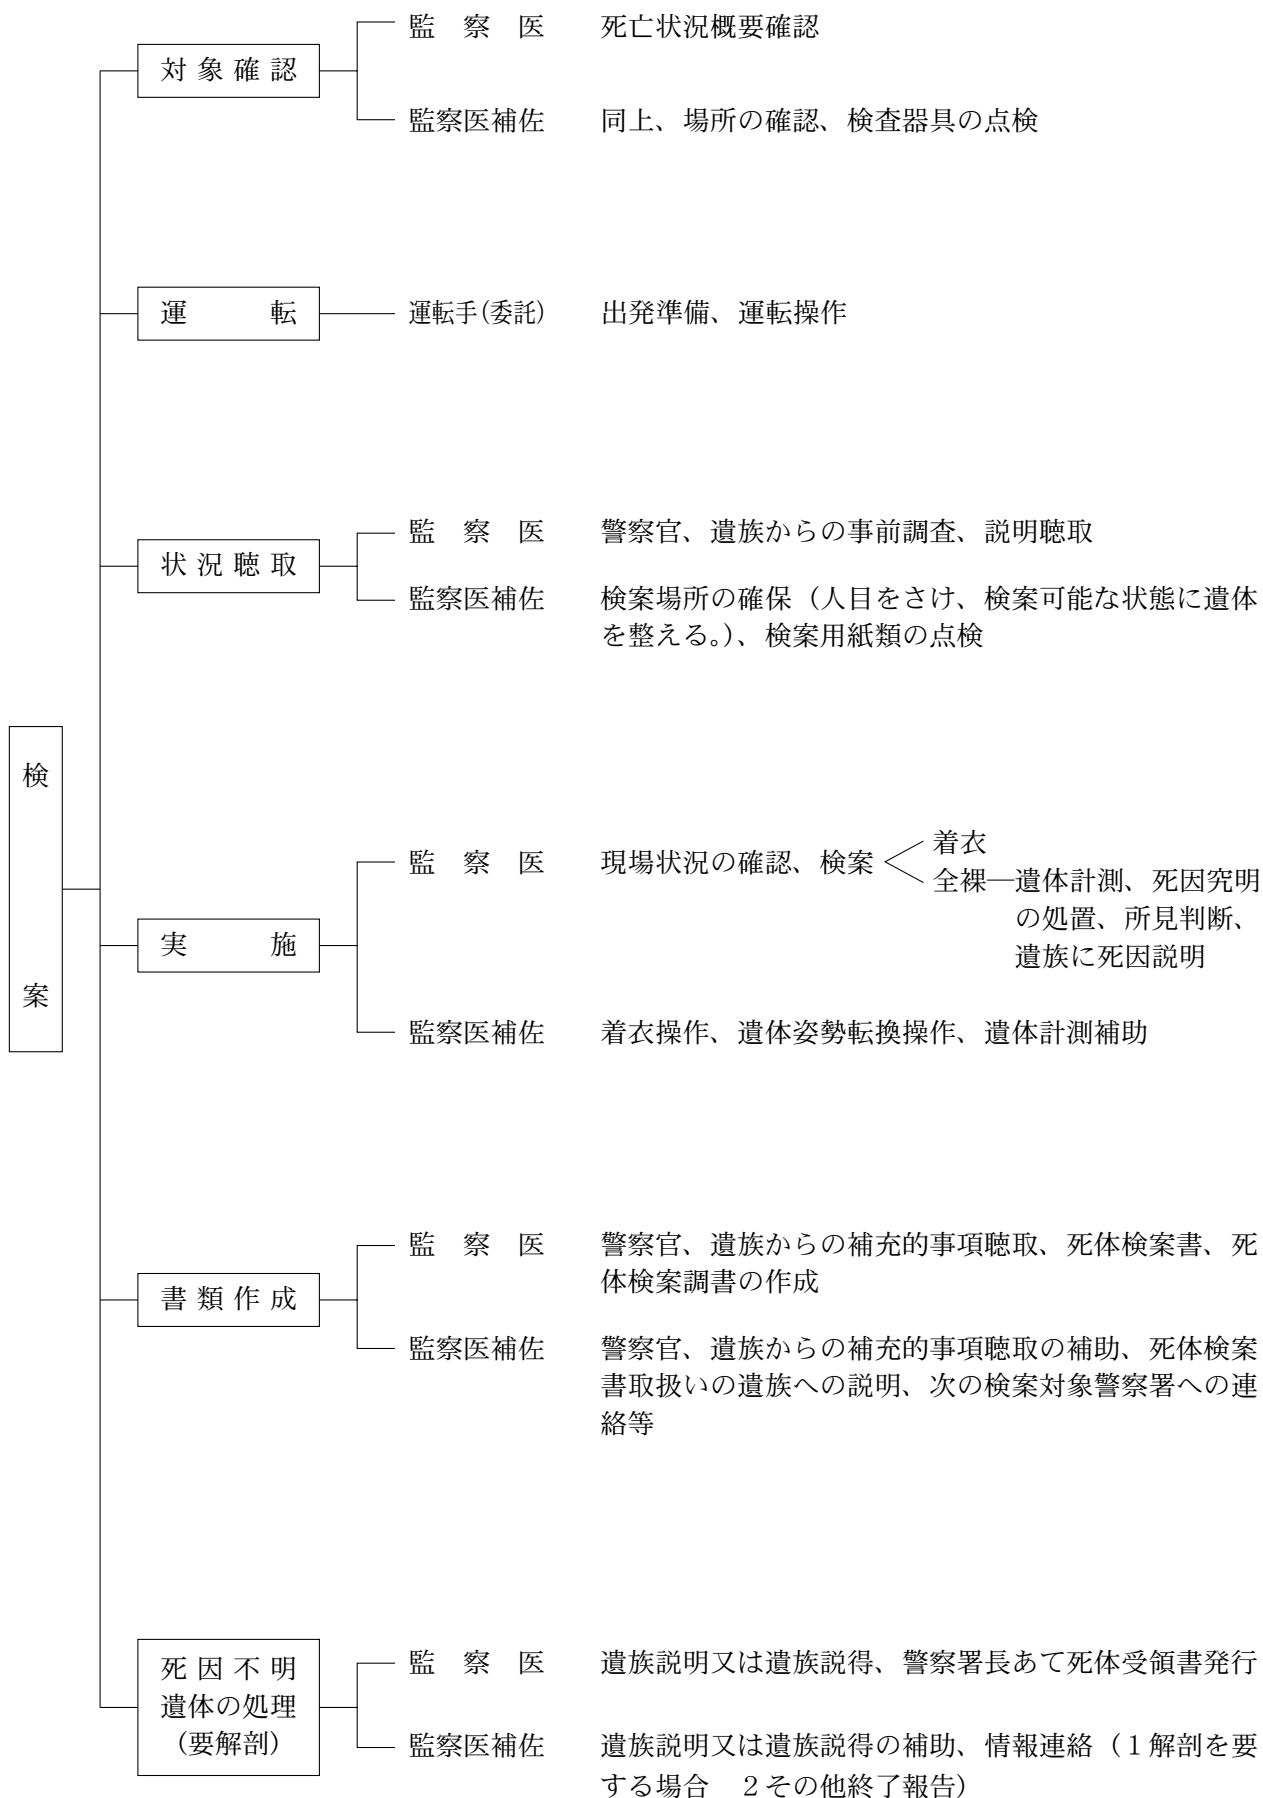 検案
対象確認
監察医 死亡状況概要確認
監察医補佐 同上、場所の確認、検査器具の点検
運転
運転手(委託) 出発準備、運転操作
状況聴取
監察医 警察官、遺族からの事前調査、説明聴取
監察医補佐 検案場所の確保（人目をさけ、検案可能な状態に遺体
を整える。）、検案用紙類の点検
実施
監察医 現場状況の確認、検案
着衣
全裸―遺体計測、死因究明
の処置、所見判断、
遺族に死因説明
監察医補佐 着衣操作、遺体姿勢転換操作、遺体計測補助
書類作成
監察医 警察官、遺族からの補充的事項聴取、死体検案書、死
体検案調書の作成
監察医補佐 警察官、遺族からの補充的事項聴取の補助、死体検案
書取扱いの遺族への説明、次の検案対象警察署への連
絡等
死因不明
遺体の処理
(要解剖)
監察医 遺族説明又は遺族説得、警察署長あて死体受領書発行
監察医補佐 遺族説明又は遺族説得の補助、情報連絡（１解剖を要
する場合　２その他終了報告）